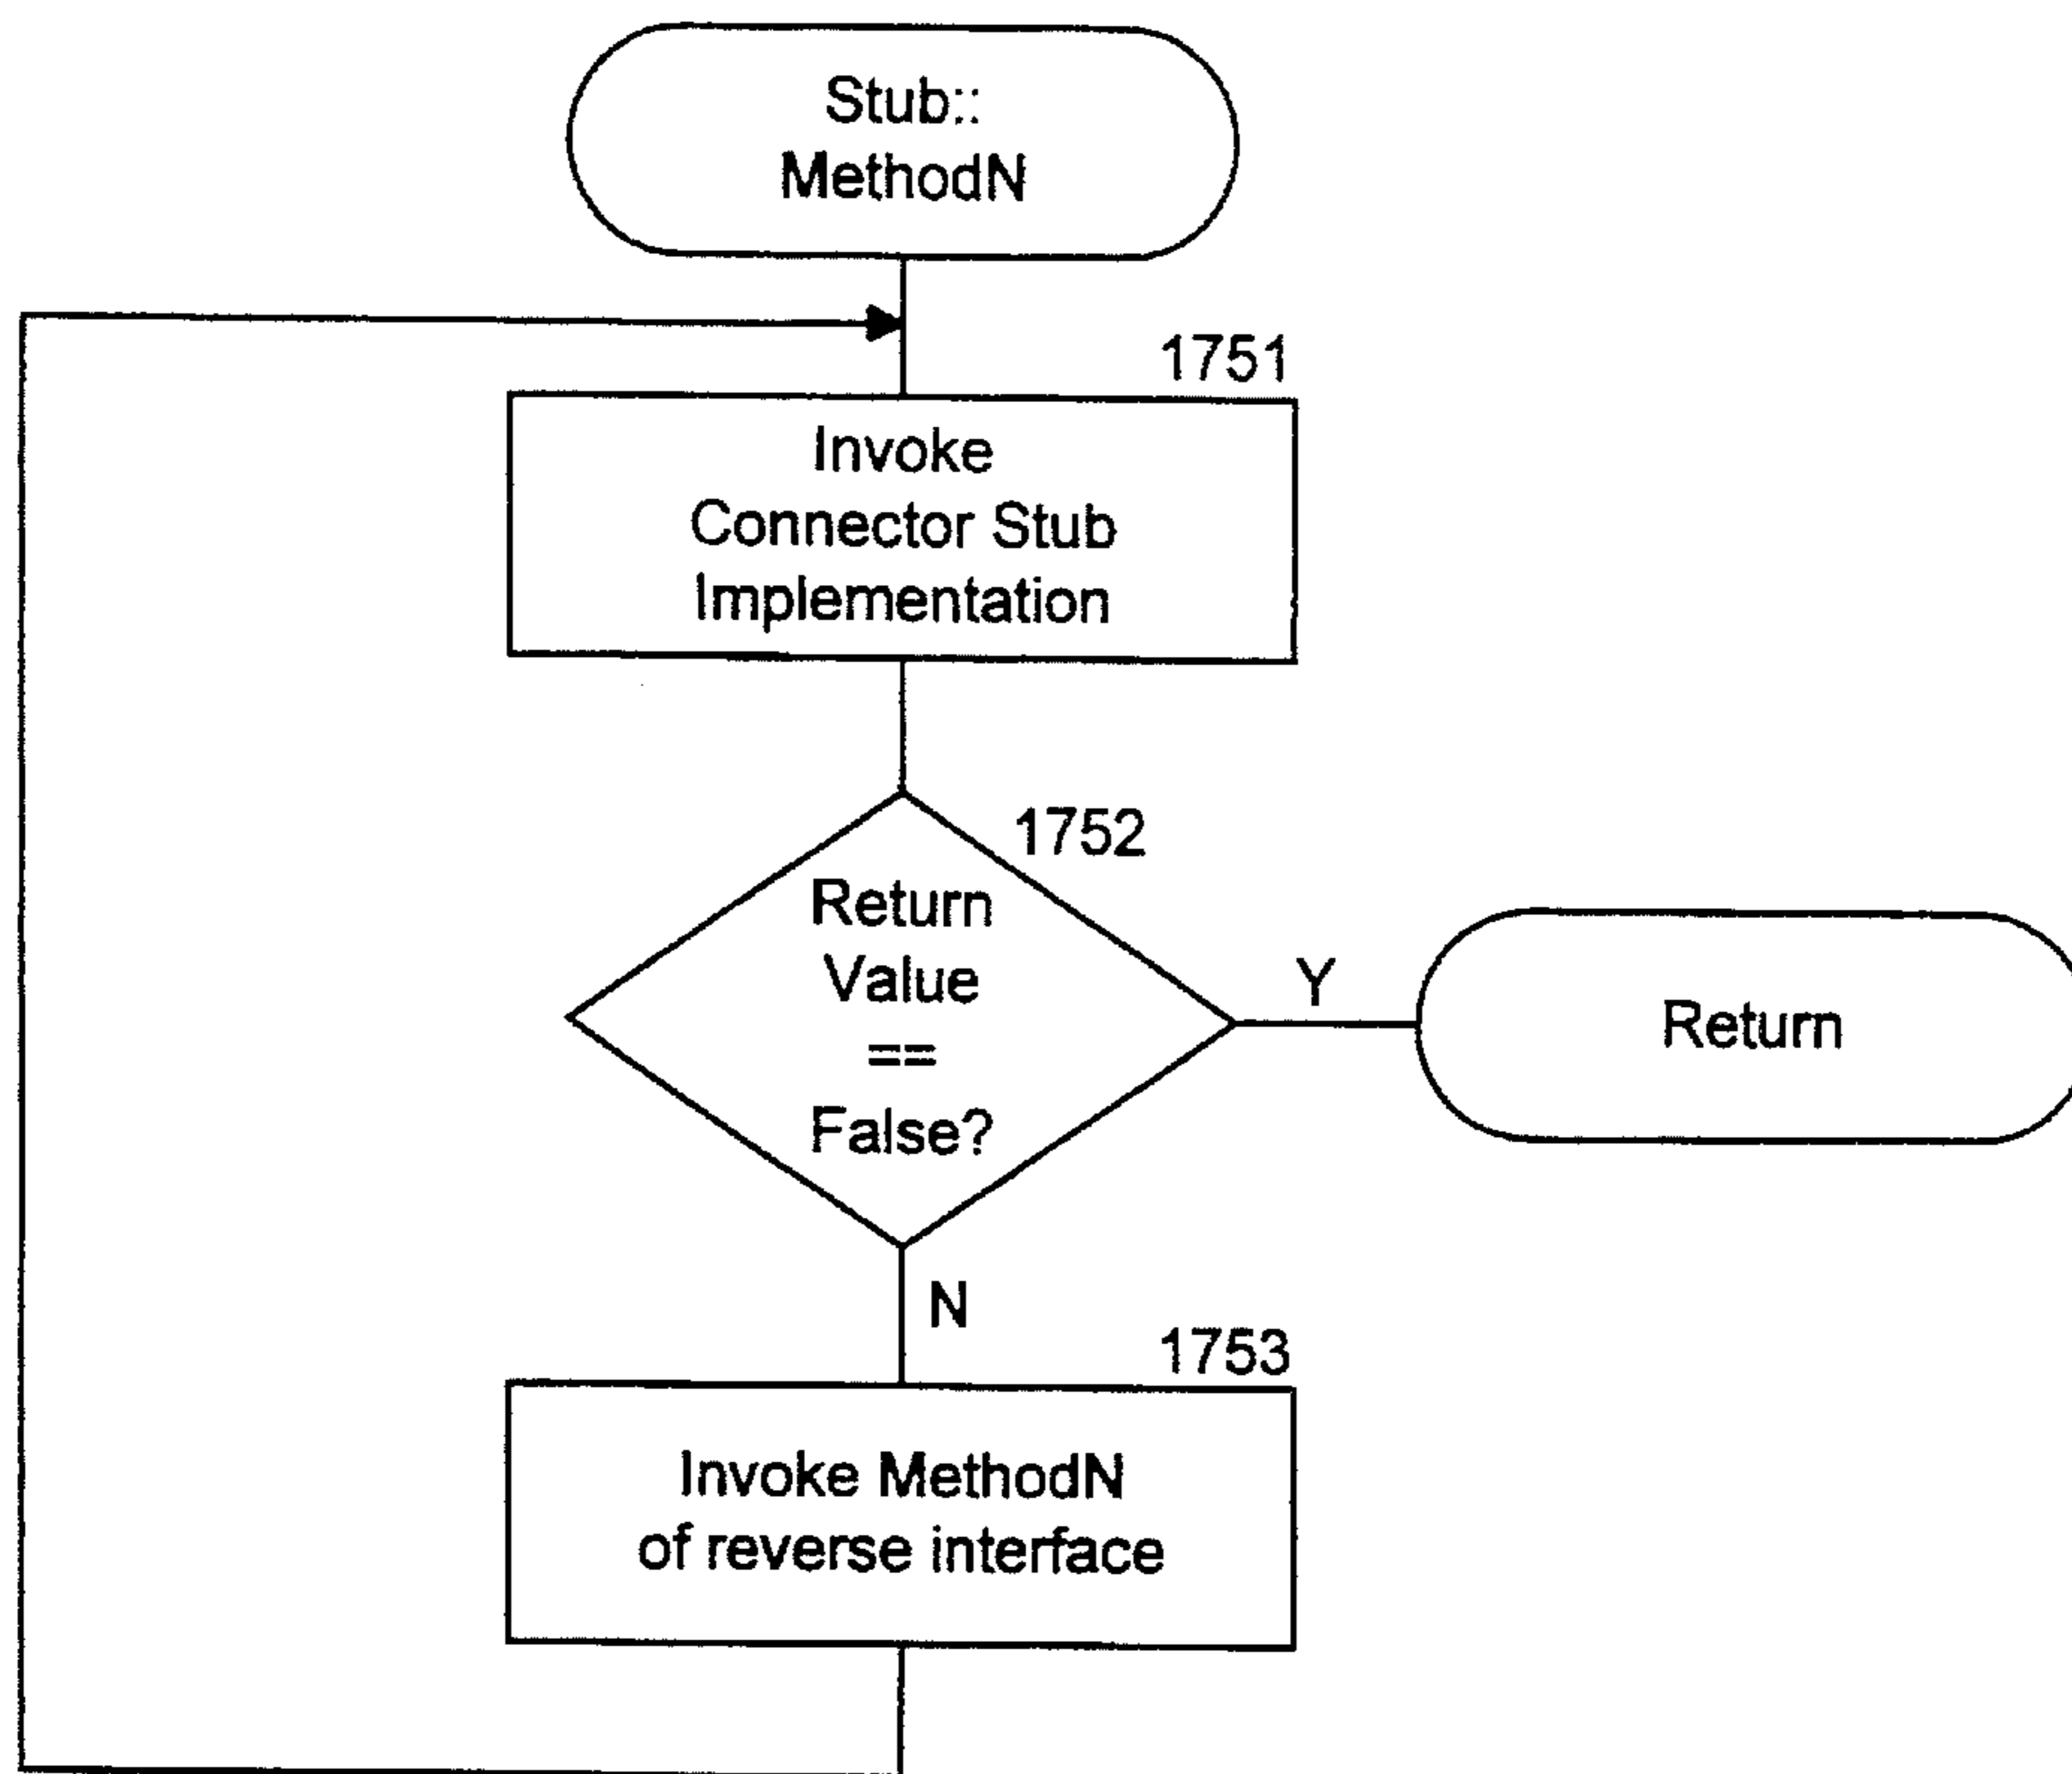 Stub::
MethodN
1751
Invoke
Connector Stub
Implementation
1752
Return
Value
==
False?
Y
Return
N
1753
Invoke MethodN
of reverse interface